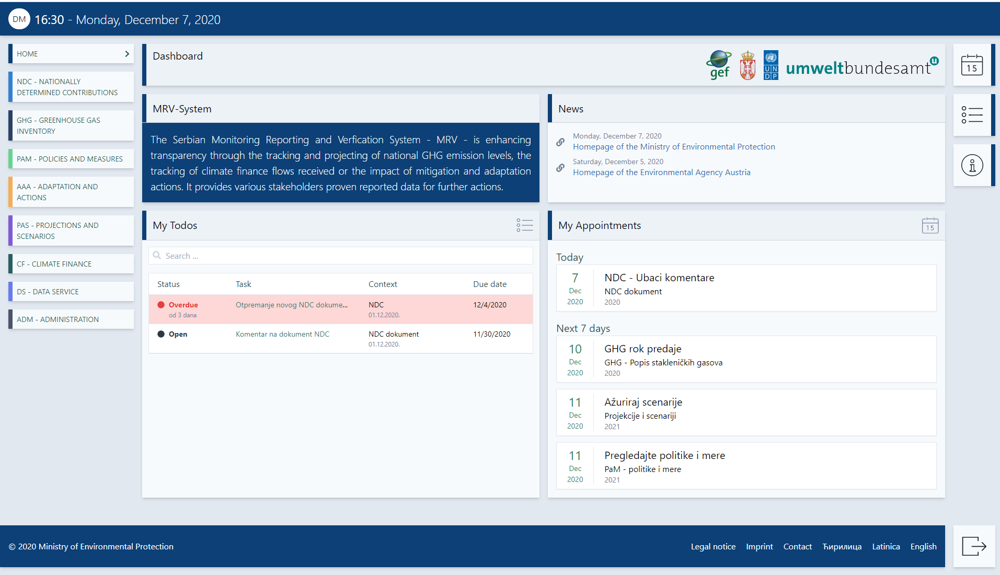 DM 16:30 - Monday, December 7, 2020
HOME
NDC - NATIONALLY
DETERMINED CONTRIBUTIONS
GHG - GREENHOUSE GAS
INVENTORY
PAM - POLICIES AND MEASURES
AAA - ADAPTATION AND
ACTIONS
PAS - PROJECTIONS AND
SCENARIOS
CF - CLIMATE FINANCE
DS - DATA SERVICE
ADM - ADMINISTRATION
Dashboard
gef
UN
DP
umweltbundesamt u
15
MRV-System
The Serbian Monitoring Reporting and Verfication System - MRV - is enhancing
transparency through the tracking and projecting of national GHG emission levels, the
tracking of climate finance flows received or the impact of mitigation and adaptation
actions. It provides various stakeholders proven reported data for further actions.
News
Monday, December 7, 2020
Homepage of the Ministry of Environmental Protection
Saturday, December 5, 2020
Homepage of the Environmental Agency Austria
My Todos
Search ...
Status Task Context Due date
Overdue Otpremanje novog NDC dokume... NDC 12/4/2020
od 3 dana 01.12.2020.
Open Komentar na dokument NDC NDC dokument 11/30/2020
01.12.2020.
My Appointments
15
Today
7
Dec
2020
NDC - Ubaci komentare
NDC dokument
2020
Next 7 days
10
Dec
2020
GHG rok predaje
GHG - Popis stakleničkih gasova
2020
11
Dec
2020
Ažuriraj scenarije
Projekcije i scenariji
2021
11
Dec
2020
Pregledajte politike i mere
PaM - politike i mere
2021
© 2020 Ministry of Environmental Protection
Legal notice Imprint Contact Ћирилица Latinica English